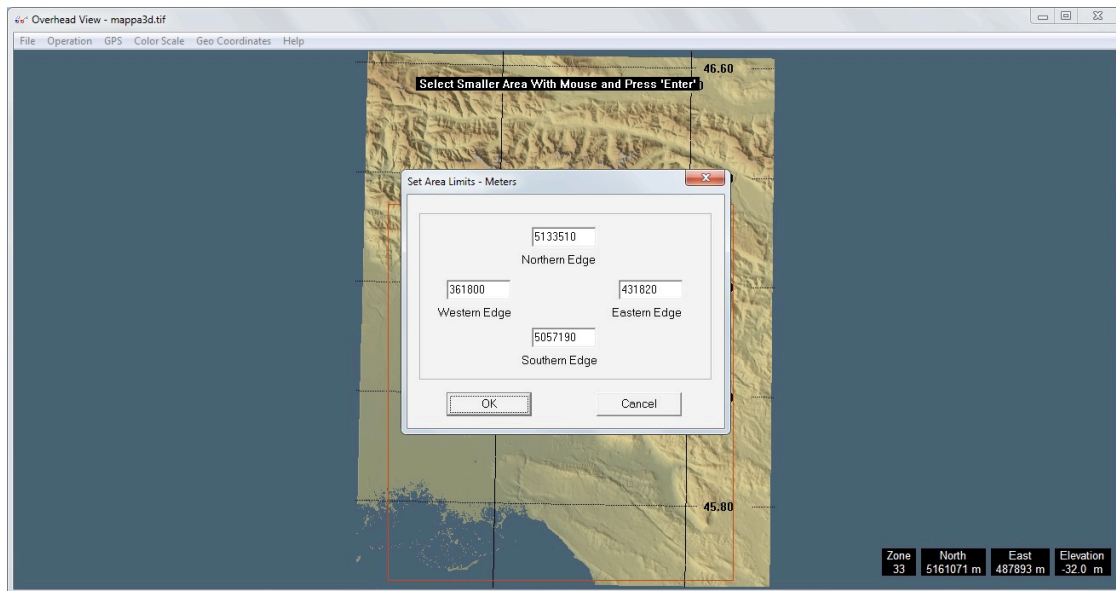 Overhead View - mappa3d.tif
File Operation GPS Color Scale Geo Coordinates Help
46.60
Select Smaller Area With Mouse and Press 'Enter'
Set Area Limits - Meters
5133510
Northern Edge
361800 431820
Western Edge Eastern Edge
5057190
Southern Edge
OK Cancel
45.80
Zone North East Elevation
33 5161071 m 487893 m -32.0 m